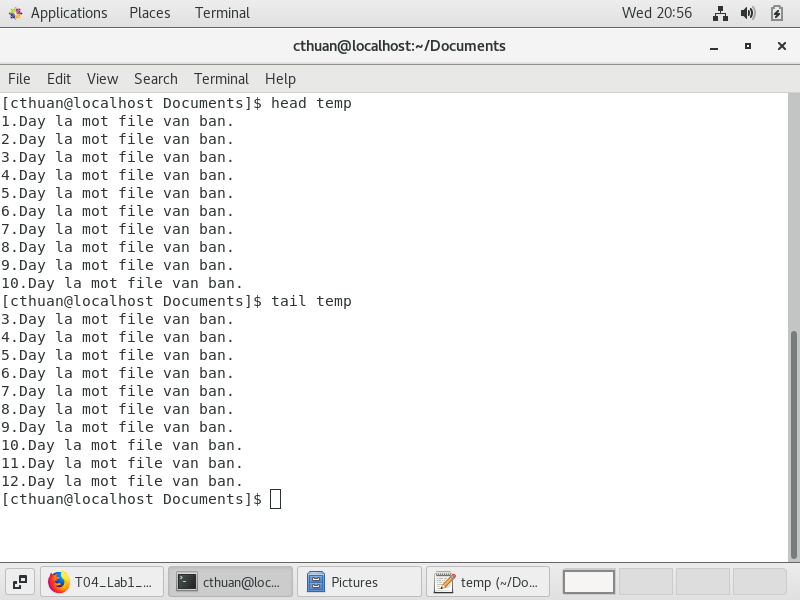 Applications Places Terminal Wed 20:56
cthuan@localhost:~/Documents
File Edit View Search Terminal Help
[cthuan@localhost Documents]$ head temp
1.Day la mot file van ban.
2.Day la mot file van ban.
3.Day la mot file van ban.
4.Day la mot file van ban.
5.Day la mot file van ban.
6.Day la mot file van ban.
7.Day la mot file van ban.
8.Day la mot file van ban.
9.Day la mot file van ban.
10.Day la mot file van ban.
[cthuan@localhost Documents]$ tail temp
3.Day la mot file van ban.
4.Day la mot file van ban.
5.Day la mot file van ban.
6.Day la mot file van ban.
7.Day la mot file van ban.
8.Day la mot file van ban.
9.Day la mot file van ban.
10.Day la mot file van ban.
11.Day la mot file van ban.
12.Day la mot file van ban.
[cthuan@localhost Documents]$
T04_Lab1_... cthuan@loc... Pictures temp (~/Do...